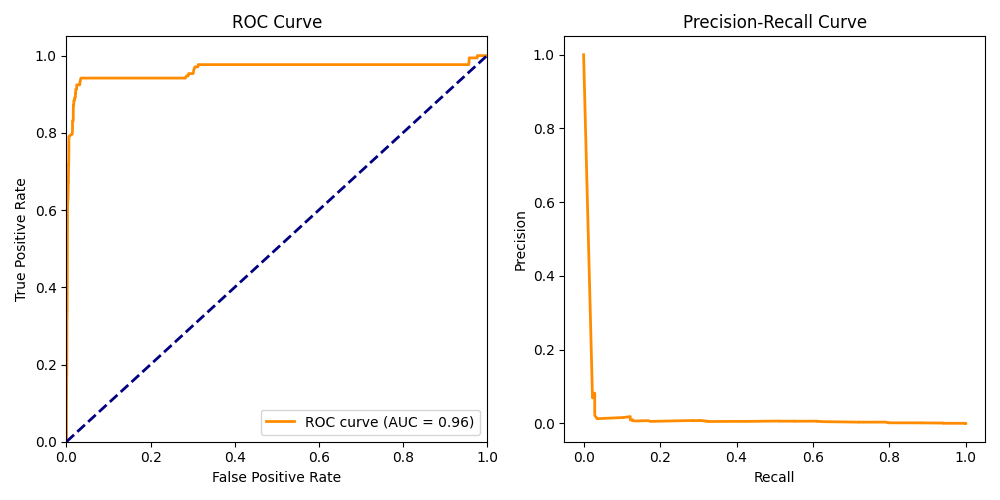 ROC Curve
1.0
0.8
0.6
0.4
0.2
0.0
True Positive Rate
0.0 0.2 0.4 0.6 0.8 1.0
False Positive Rate
ROC curve (AUC = 0.96)
Precision-Recall Curve
1.0
0.8
0.6
0.4
0.2
0.0
Precision
0.0 0.2 0.4 0.6 0.8 1.0
Recall